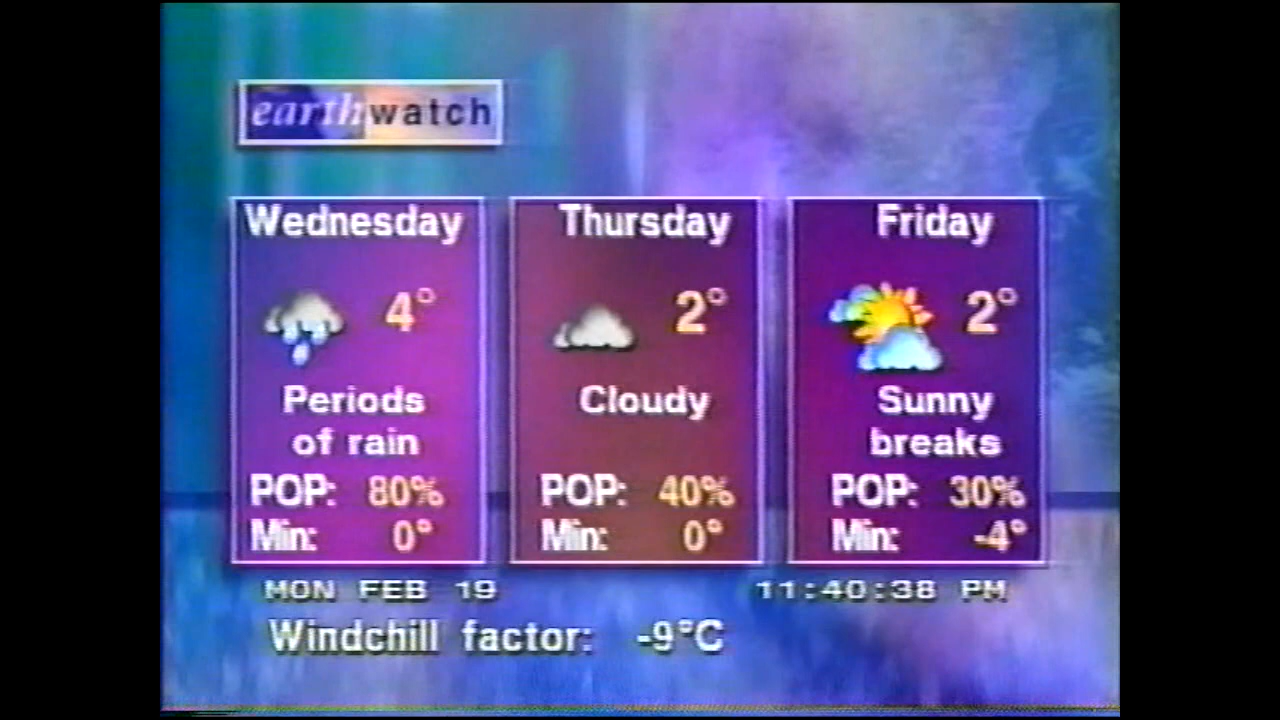 earthwatch
Wednesday
4°
Periods
of rain
POP: 80%
Min: 0°
Thursday
2°
Cloudy
POP: 40%
Min: 0°
Friday
2°
Sunny
breaks
POP: 30%
Min: -4°
MON FEB 19 11:40:38 PM
Windchill factor: -9°C